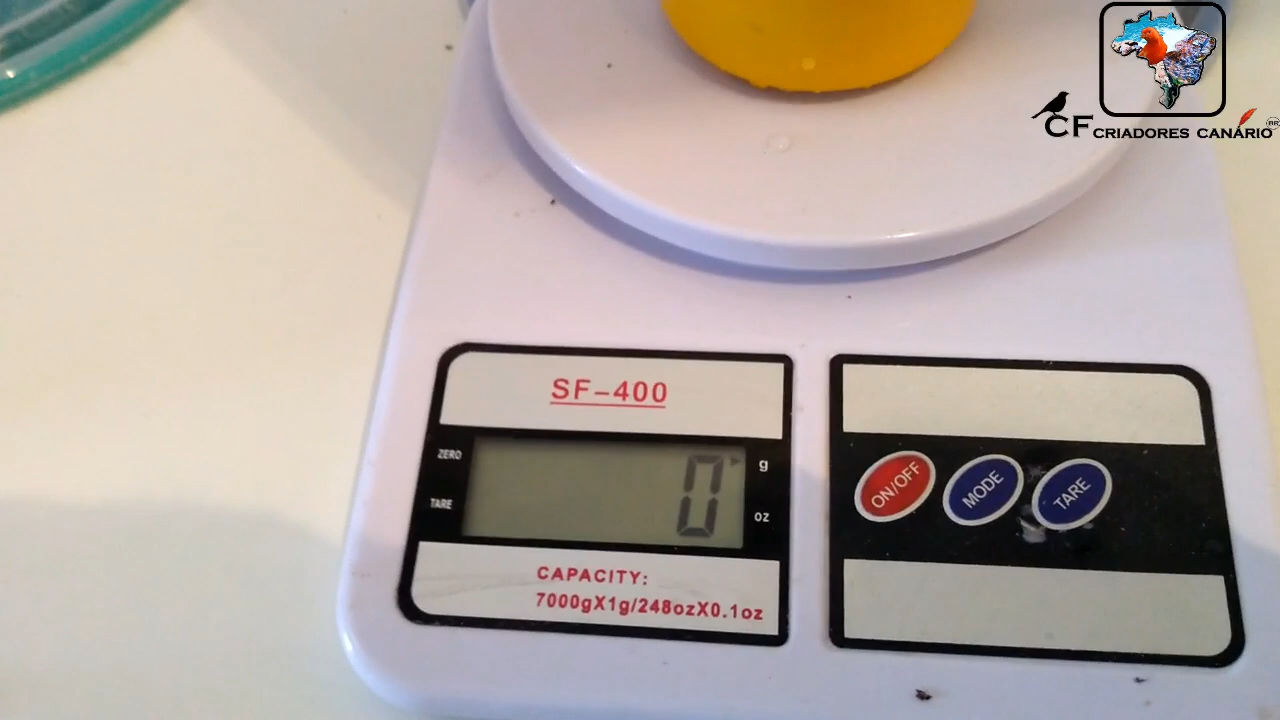 CF CRIADORES CANÁRIO BR
SF-400
ZERO
TARE
0
g
oz
CAPACITY:
7000gX1g/248ozX0.1oz
ON/OFF
MODE
TARE